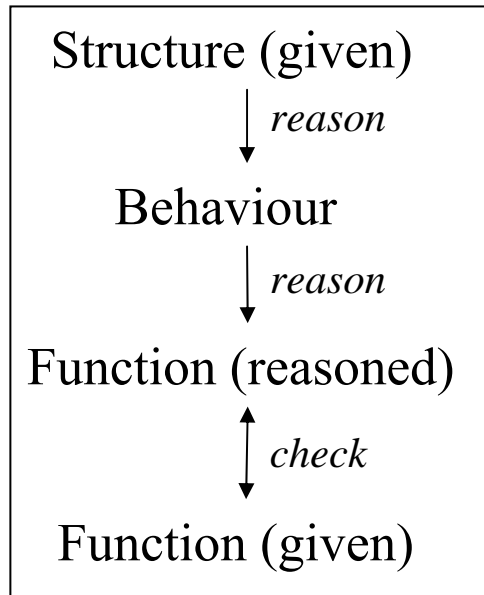 Structure (given)
reason
Behaviour
reason
Function (reasoned)
check
Function (given)